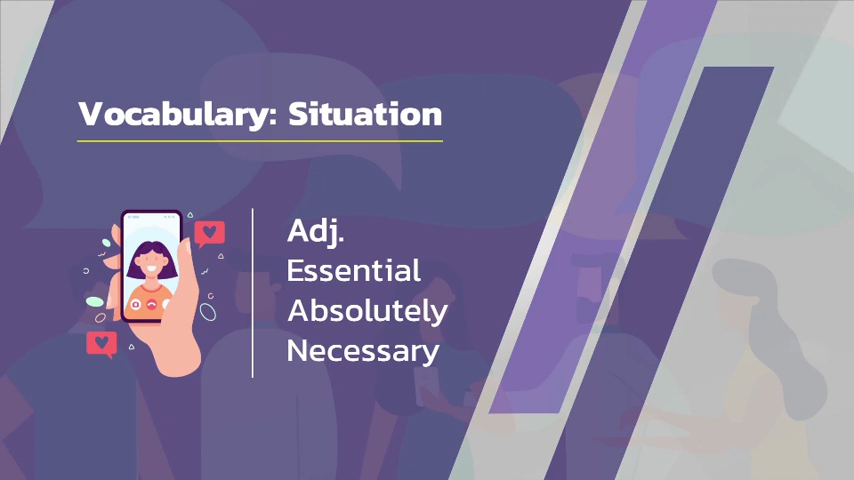 Vocabulary: Situation
Adj.
Essential
Absolutely
Necessary